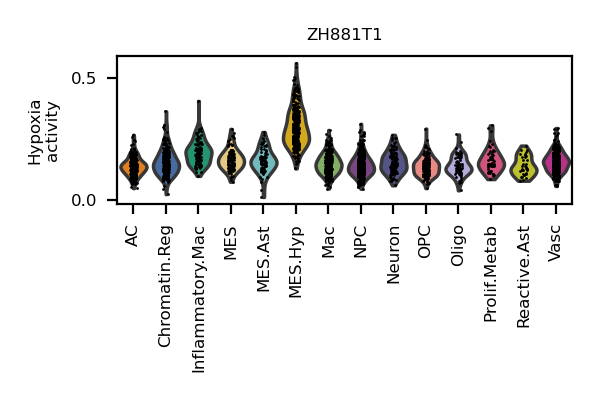 ZH881T1
Hypoxia
activity
0.5
0.0
AC
Chromatin.Reg
Inflammatory.Mac
MES
MES.Ast
MES.Hyp
Mac
NPC
Neuron
OPC
Oligo
Prolif.Metab
Reactive.Ast
Vasc